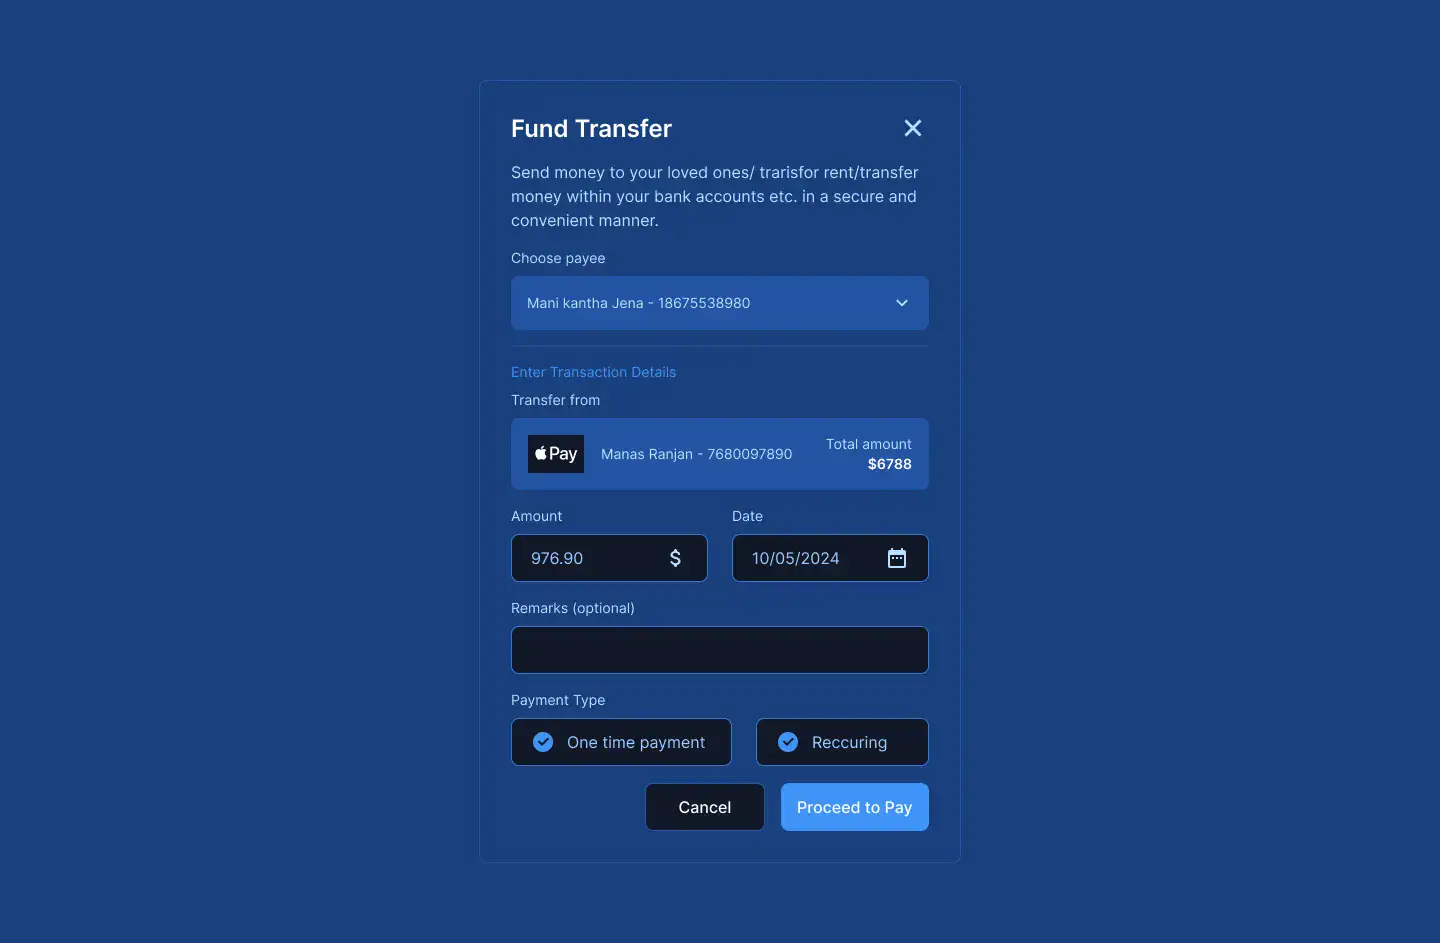 Fund Transfer
Send money to your loved ones/ trarisfor rent/transfer
money within your bank accounts etc. in a secure and
convenient manner.
Choose payee
Mani kantha Jena - 18675538980
Enter Transaction Details
Transfer from
Pay
Manas Ranjan - 7680097890
Total amount
$6788
Amount
Date
976.90 $
10/05/2024
Remarks (optional)
Payment Type
One time payment
Reccuring
Cancel
Proceed to Pay